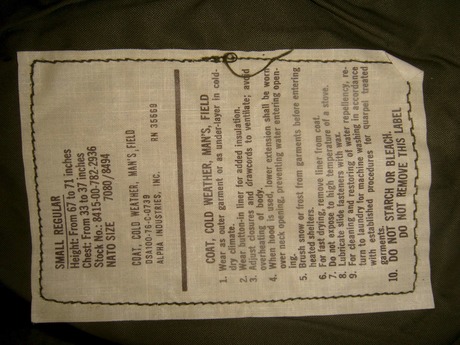 SMALL REGULAR
Height: From 67 to 71 inches
Chest: From 33 to 37 inches
Stock No.: 8415-00-782-2936
NATO SIZE 7080/8494
COAT, COLD WEATHER, MAN'S FIELD
DSA100-76-C-0739
ALPHA INDUSTRIES, INC. RN 35569
COAT, COLD WEATHER, MAN'S, FIELD
1. Wear as outer garment or as under-layer in cold-
dry climate.
2. Wear button-in liner for added insulation.
3. Adjust closures and drawcords to ventilate; avoid
overheating of body.
4. When hood is used, lower extension shall be worn
over neck opening, preventing water entering open-
ing.
5. Brush snow or frost from garments before entering
heated shelters.
6. For fast drying, remove liner from coat.
7. Do not expose to high temperature of a stove.
8. Lubricate slide fasteners with wax.
9. For cleaning and restoring of water repellency, re-
turn to laundry for machine washing in accordance
with established procedures for quarpel treated
garments.
10. DO NOT STARCH OR BLEACH.
DO NOT REMOVE THIS LABEL